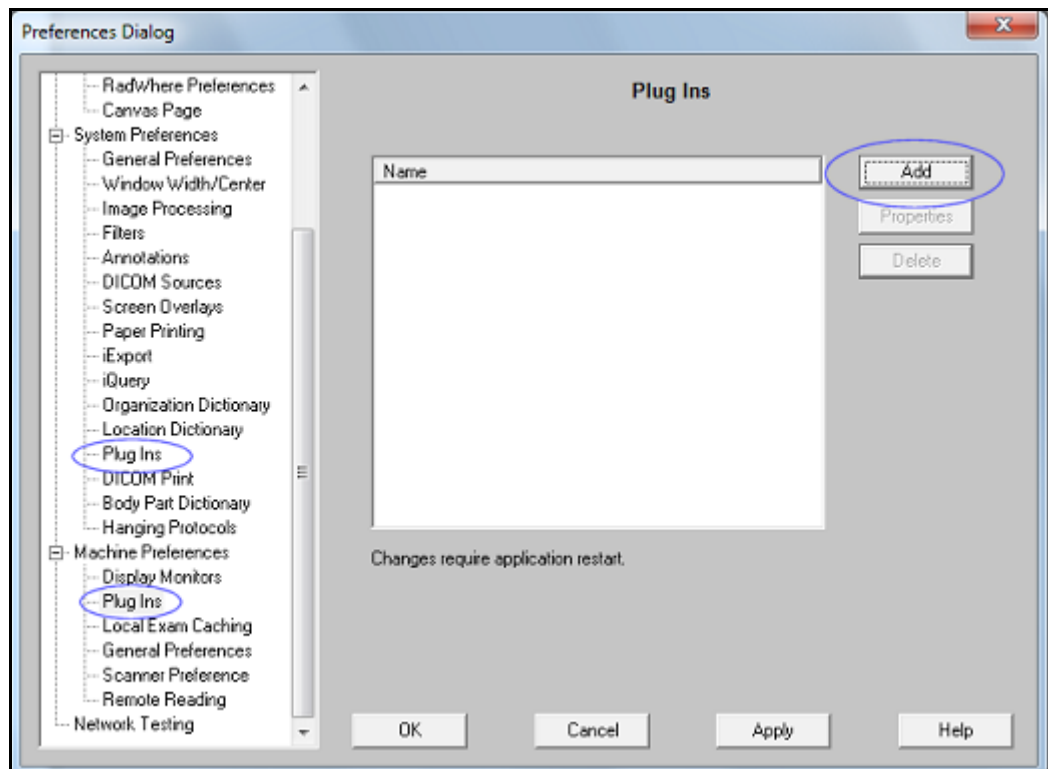 Preferences Dialog
RadWhere Preferences
Canvas Page
System Preferences
General Preferences
Window Width/Center
Image Processing
Filters
Annotations
DICOM Sources
Screen Overlays
Paper Printing
iExport
iQuery
Organization Dictionary
Location Dictionary
Plug Ins
DICOM Print
Body Part Dictionary
Hanging Protocols
Machine Preferences
Display Monitors
Plug Ins
Local Exam Caching
General Preferences
Scanner Preference
Remote Reading
Network Testing
Plug Ins
Name
Add
Properties
Delete
Changes require application restart.
OK
Cancel
Apply
Help